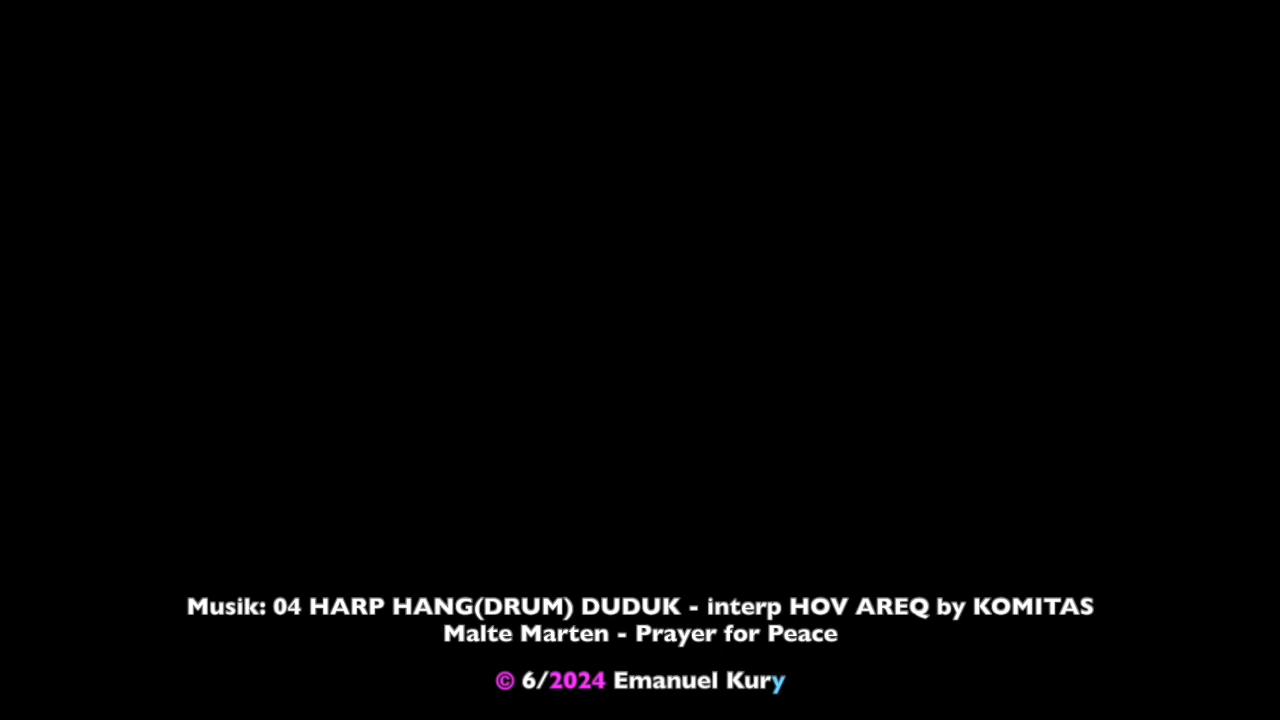 Musik: 04 HARP HANG(DRUM) DUDUK - interp HOV AREQ by KOMITAS
Malte Marten - Prayer for Peace
© 6/2024 Emanuel Kury